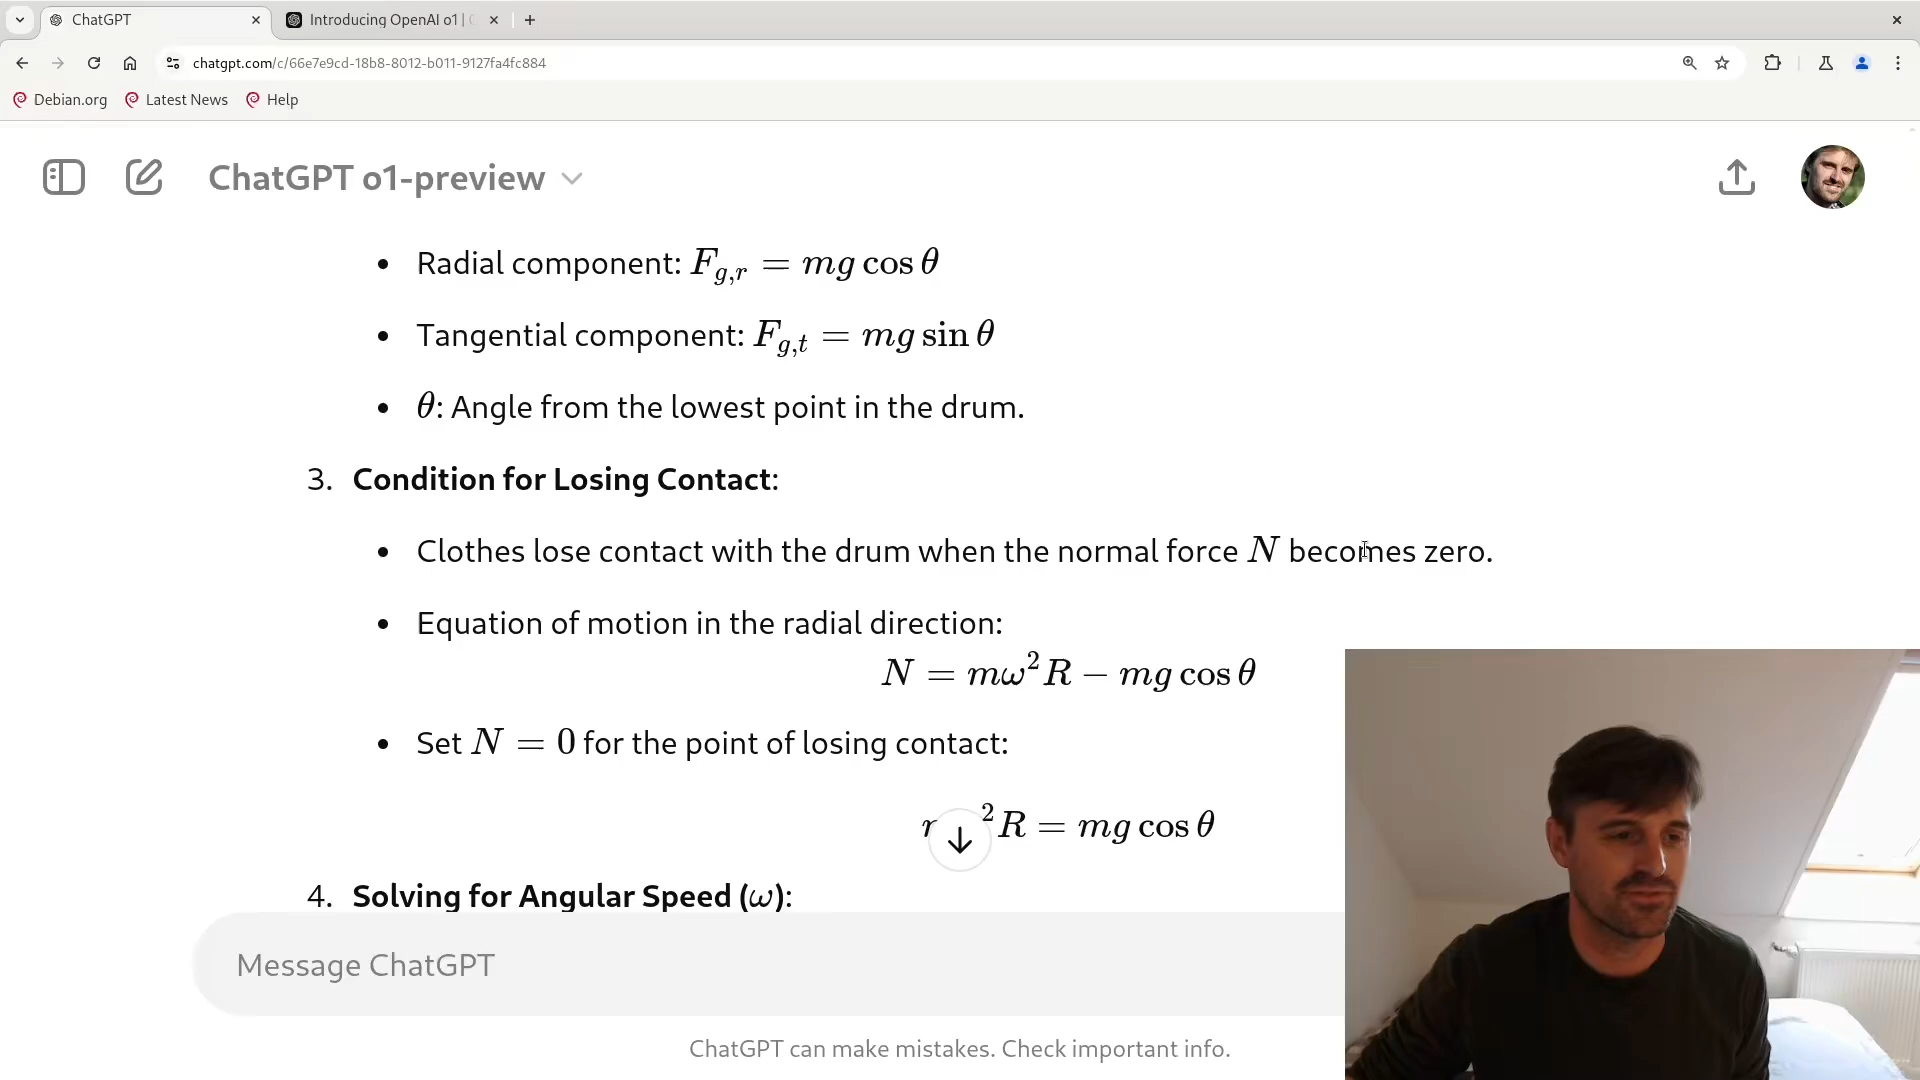 ChatGPT
Introducing OpenAI o1 |
chatgpt.com/c/66e7e9cd-18b8-8012-b011-9127fa4fc884
Debian.org
Latest News
Help
ChatGPT o1-preview
• Radial component: F_{g,r} = mg cos θ
• Tangential component: F_{g,t} = mg sin θ
• θ: Angle from the lowest point in the drum.
3. Condition for Losing Contact:
• Clothes lose contact with the drum when the normal force N becomes zero.
• Equation of motion in the radial direction:
N = mω²R − mg cos θ
• Set N = 0 for the point of losing contact:
²R = mg cos θ
4. Solving for Angular Speed (ω):
Message ChatGPT
ChatGPT can make mistakes. Check important info.